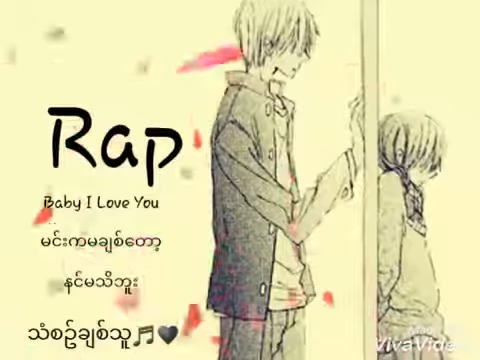 Rap
Baby I Love You
မင်းကမချစ်တော့
နင်မသိဘူး
သံစဥ်ချစ်သူ🎵🖤
VivaVideo